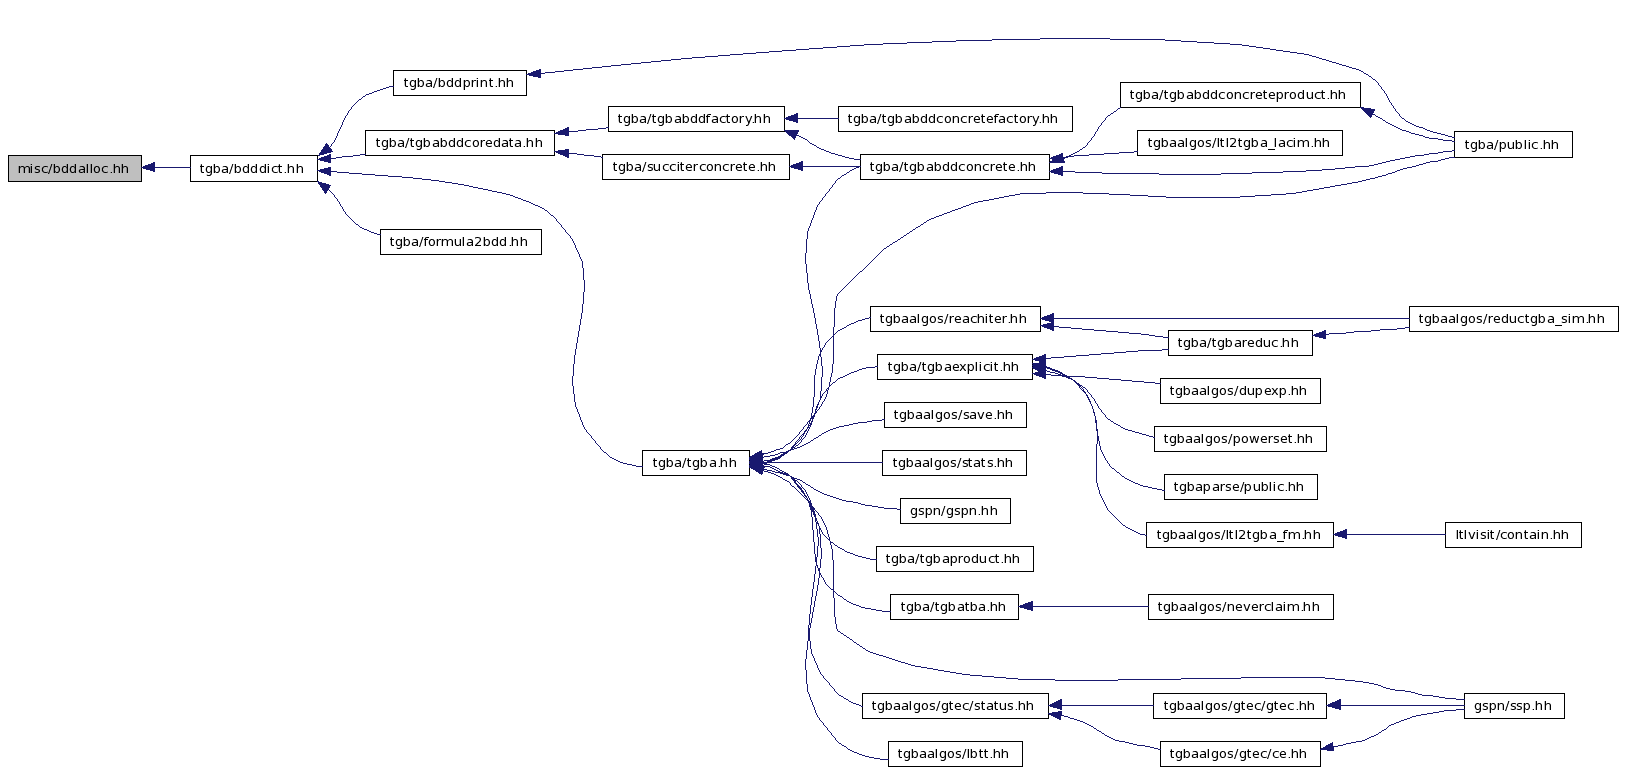 misc/bddalloc.hh
tgba/bdddict.hh
tgba/bddprint.hh
tgba/tgbabddcoredata.hh
tgba/formula2bdd.hh
tgba/tgbabddfactory.hh
tgba/succiterconcrete.hh
tgba/tgba.hh
tgba/tgbabddconcretefactory.hh
tgba/tgbabddconcrete.hh
tgbaalgos/reachiter.hh
tgba/tgbaexplicit.hh
tgbaalgos/save.hh
tgbaalgos/stats.hh
gspn/gspn.hh
tgba/tgbaproduct.hh
tgba/tgbatba.hh
tgbaalgos/gtec/status.hh
tgbaalgos/lbtt.hh
tgba/tgbabddconcreteproduct.hh
tgbaalgos/ltl2tgba_lacim.hh
tgba/tgbareduc.hh
tgbaalgos/dupexp.hh
tgbaalgos/powerset.hh
tgbaparse/public.hh
tgbaalgos/ltl2tgba_fm.hh
tgbaalgos/neverclaim.hh
tgbaalgos/gtec/gtec.hh
tgbaalgos/gtec/ce.hh
tgba/public.hh
tgbaalgos/reductgba_sim.hh
ltlvisit/contain.hh
gspn/ssp.hh